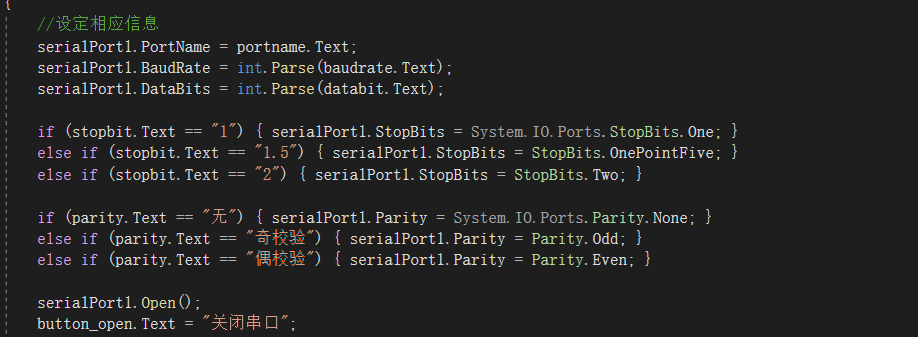 {
//设定相应信息
serialPort1.PortName = portname.Text;
serialPort1.BaudRate = int.Parse(baudrate.Text);
serialPort1.DataBits = int.Parse(databit.Text);
if (stopbit.Text == "1") { serialPort1.StopBits = System.IO.Ports.StopBits.One; }
else if (stopbit.Text == "1.5") { serialPort1.StopBits = StopBits.OnePointFive; }
else if (stopbit.Text == "2") { serialPort1.StopBits = StopBits.Two; }
if (parity.Text == "无") { serialPort1.Parity = System.IO.Ports.Parity.None; }
else if (parity.Text == "奇校验") { serialPort1.Parity = Parity.Odd; }
else if (parity.Text == "偶校验") { serialPort1.Parity = Parity.Even; }
serialPort1.Open();
button_open.Text = "关闭串口";